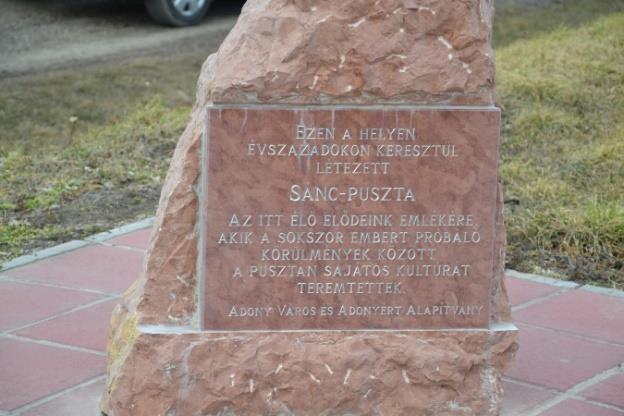 EZEN A HELYEN
ÉVSZÁZADOKON KERESZTÜL
LÉTEZETT
SÁNC-PUSZTA
AZ ITT ÉLŐ ELŐDEINK EMLÉKÉRE,
AKIK A SOKSZOR EMBERT PRÓBÁLÓ
KÖRÜLMÉNYEK KÖZÖTT
A PUSZTÁN SAJÁTOS KULTÚRÁT
TEREMTETTEK.
ADONY VÁROS ÉS ADONYÉRT ALAPÍTVÁNY